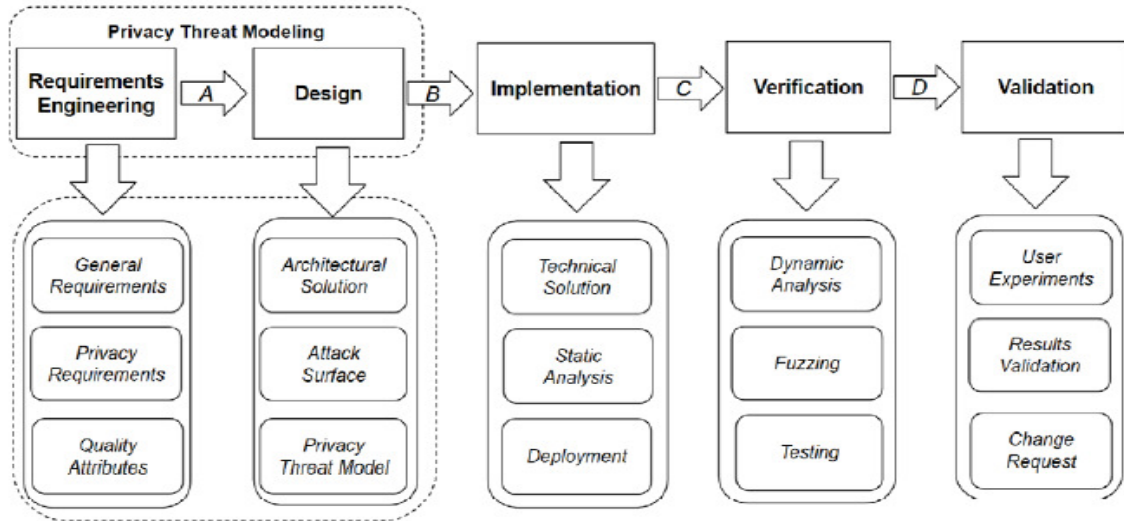 Privacy Threat Modeling
Requirements
Engineering
A
Design
B
Implementation
C
Verification
D
Validation
General
Requirements
Privacy
Requirements
Quality
Attributes
Architectural
Solution
Attack
Surface
Privacy
Threat Model
Technical
Solution
Static
Analysis
Deployment
Dynamic
Analysis
Fuzzing
Testing
User
Experiments
Results
Validation
Change
Request